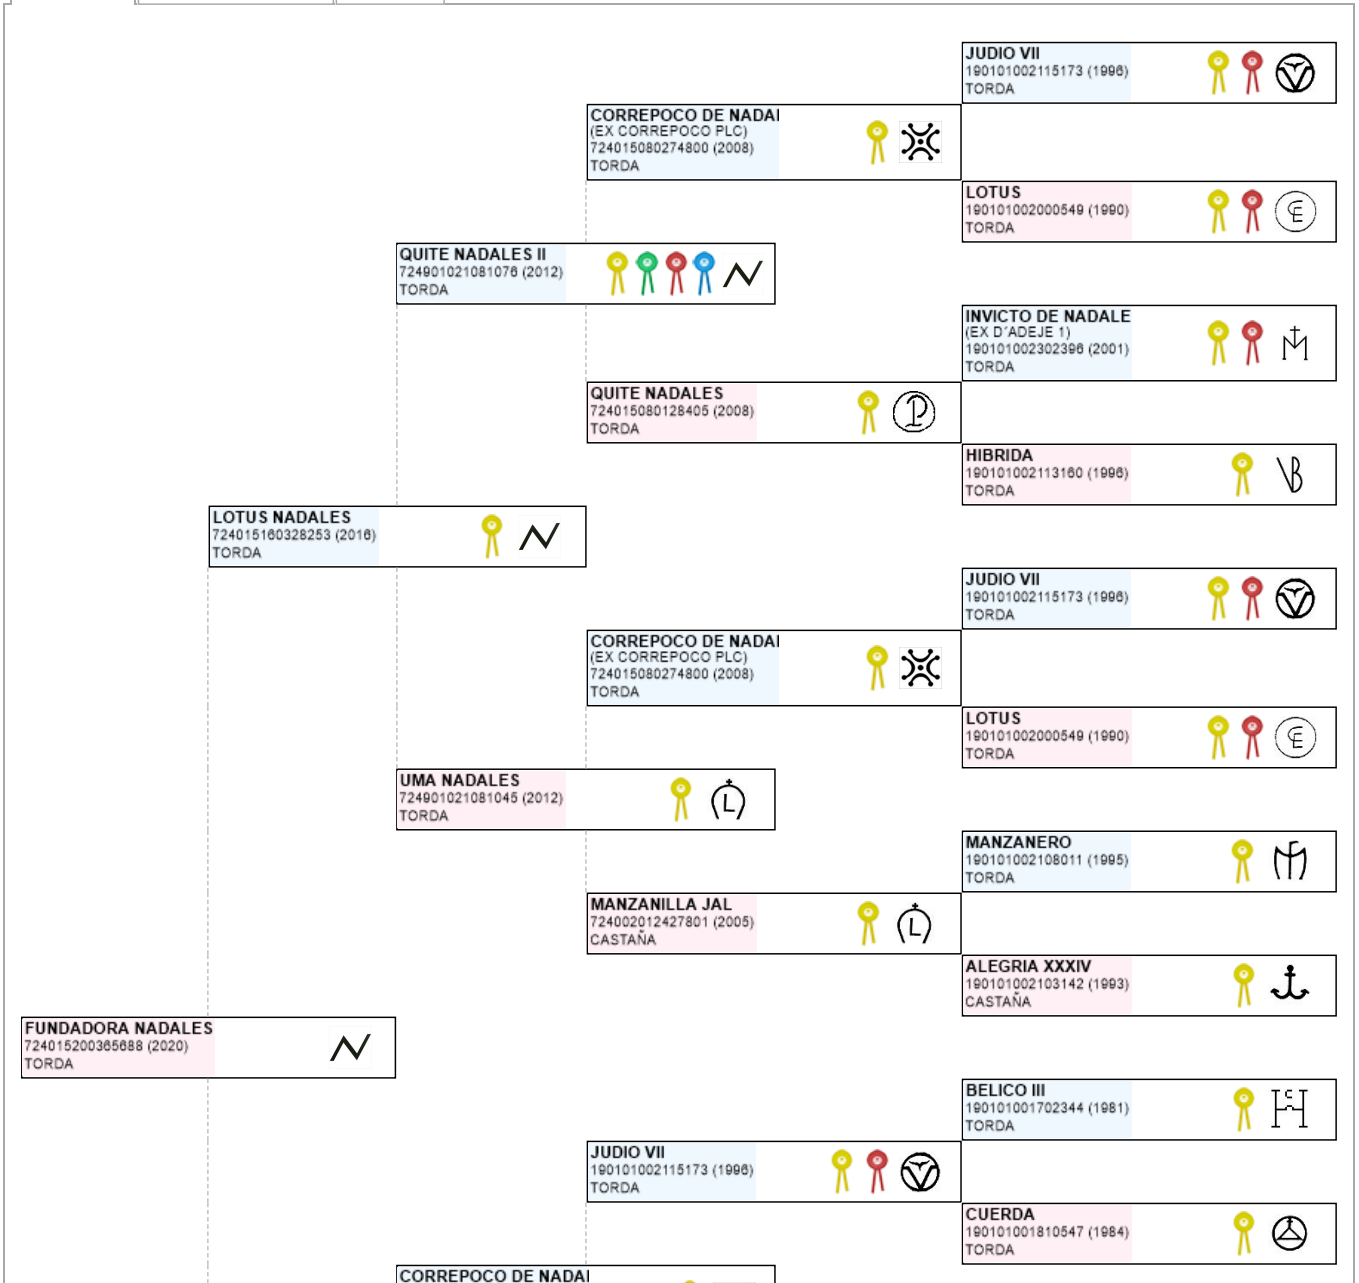 JUDIO VII
190101002115173 (1996)
TORDA
CORREPOCO DE NADA
(EX CORREPOCO PLC)
724015080274800 (2008)
TORDA
LOTUS
190101002000549 (1990)
TORDA
QUITE NADALES II
724901021081076 (2012)
TORDA
INVICTO DE NADALE
(EX D´ADEJE 1)
190101002302396 (2001)
TORDA
QUITE NADALES
724015080128405 (2008)
TORDA
HIBRIDA
190101002113160 (1996)
TORDA
LOTUS NADALES
724015160328253 (2016)
TORDA
JUDIO VII
190101002115173 (1996)
TORDA
CORREPOCO DE NADA
(EX CORREPOCO PLC)
724015080274800 (2008)
TORDA
LOTUS
190101002000549 (1990)
TORDA
UMA NADALES
724901021081045 (2012)
TORDA
MANZANERO
190101002108011 (1995)
TORDA
MANZANILLA JAL
724002012427801 (2005)
CASTAÑA
ALEGRIA XXXIV
190101002103142 (1993)
CASTAÑA
FUNDADORA NADALES
724015200365688 (2020)
TORDA
BELICO III
190101001702344 (1981)
TORDA
JUDIO VII
190101002115173 (1996)
TORDA
CUERDA
190101001810547 (1984)
TORDA
CORREPOCO DE NADA